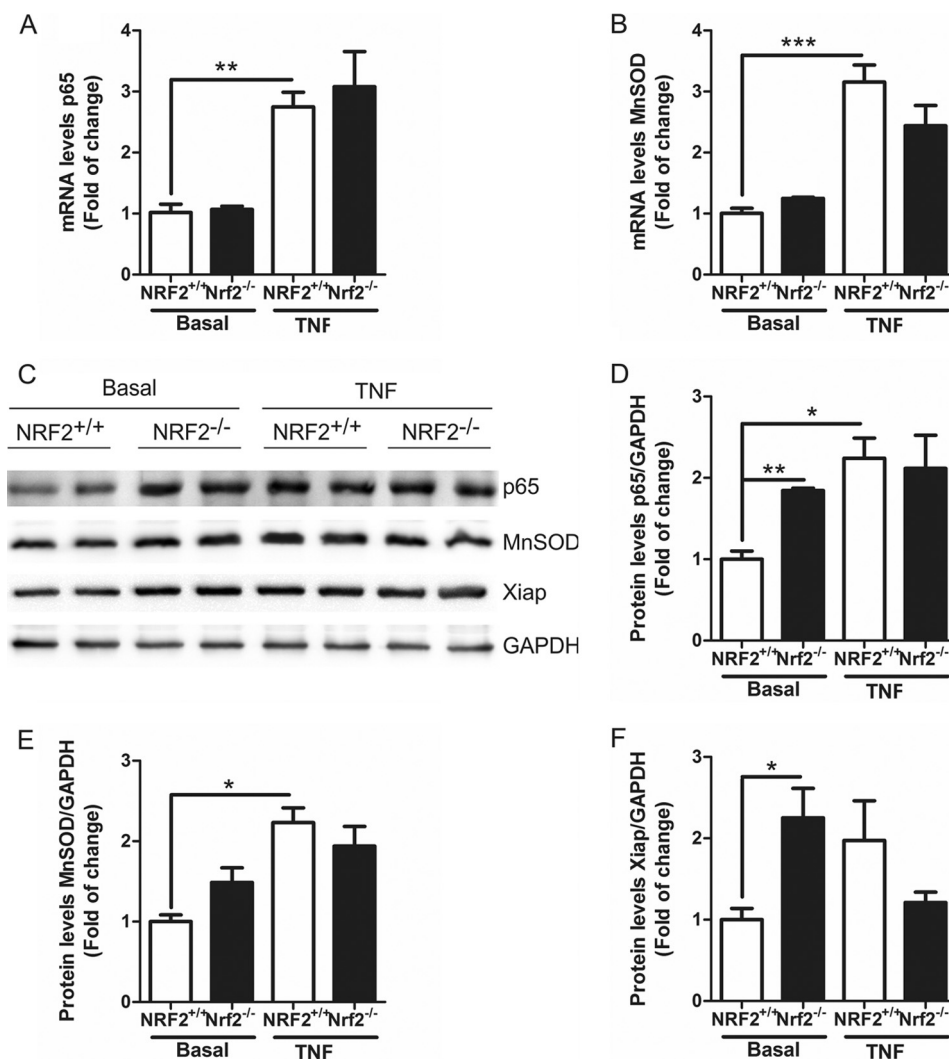 A
mRNA levels p65
(Fold of change)
4
3
2
1
0
**
NRF2+/+ Nrf2-/- NRF2+/+ Nrf2-/-
Basal TNF
B
mRNA levels MnSOD
(Fold of change)
4
3
2
1
0
***
NRF2+/+ Nrf2-/- NRF2+/+ Nrf2-/-
Basal TNF
C
Basal TNF
NRF2+/+ NRF2-/- NRF2+/+ NRF2-/-
p65
MnSOD
Xiap
GAPDH
D
Protein levels p65/GAPDH
(Fold of change)
3
2
1
0
*
**
NRF2+/+ Nrf2-/- NRF2+/+ Nrf2-/-
Basal TNF
E
Protein levels MnSOD/GAPDH
(Fold of change)
3
2
1
0
*
NRF2+/+ Nrf2-/- NRF2+/+ Nrf2-/-
Basal TNF
F
Protein levels Xiap/GAPDH
(Fold of change)
3
2
1
0
*
NRF2+/+ Nrf2-/- NRF2+/+ Nrf2-/-
Basal TNF